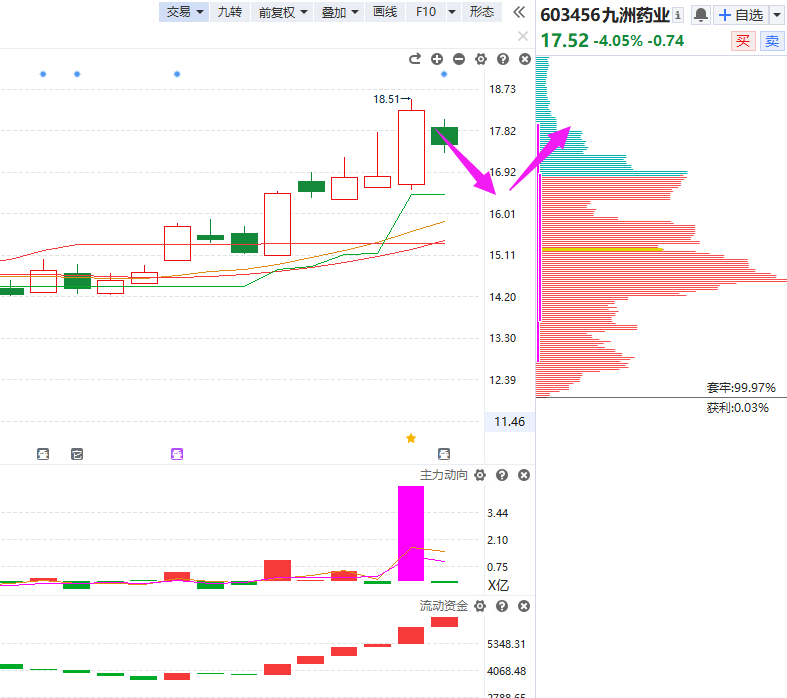 交易 九转 前复权 叠加 画线 F10 形态
603456九洲药业
自选
17.52 -4.05% -0.74
买 卖
18.51
18.73
17.82
16.92
16.01
15.11
14.20
13.30
12.39
11.46
套牢:99.97%
获利:0.03%
主力动向
3.44
2.10
0.75
X亿
流动资金
5348.31
4068.48
2788.65